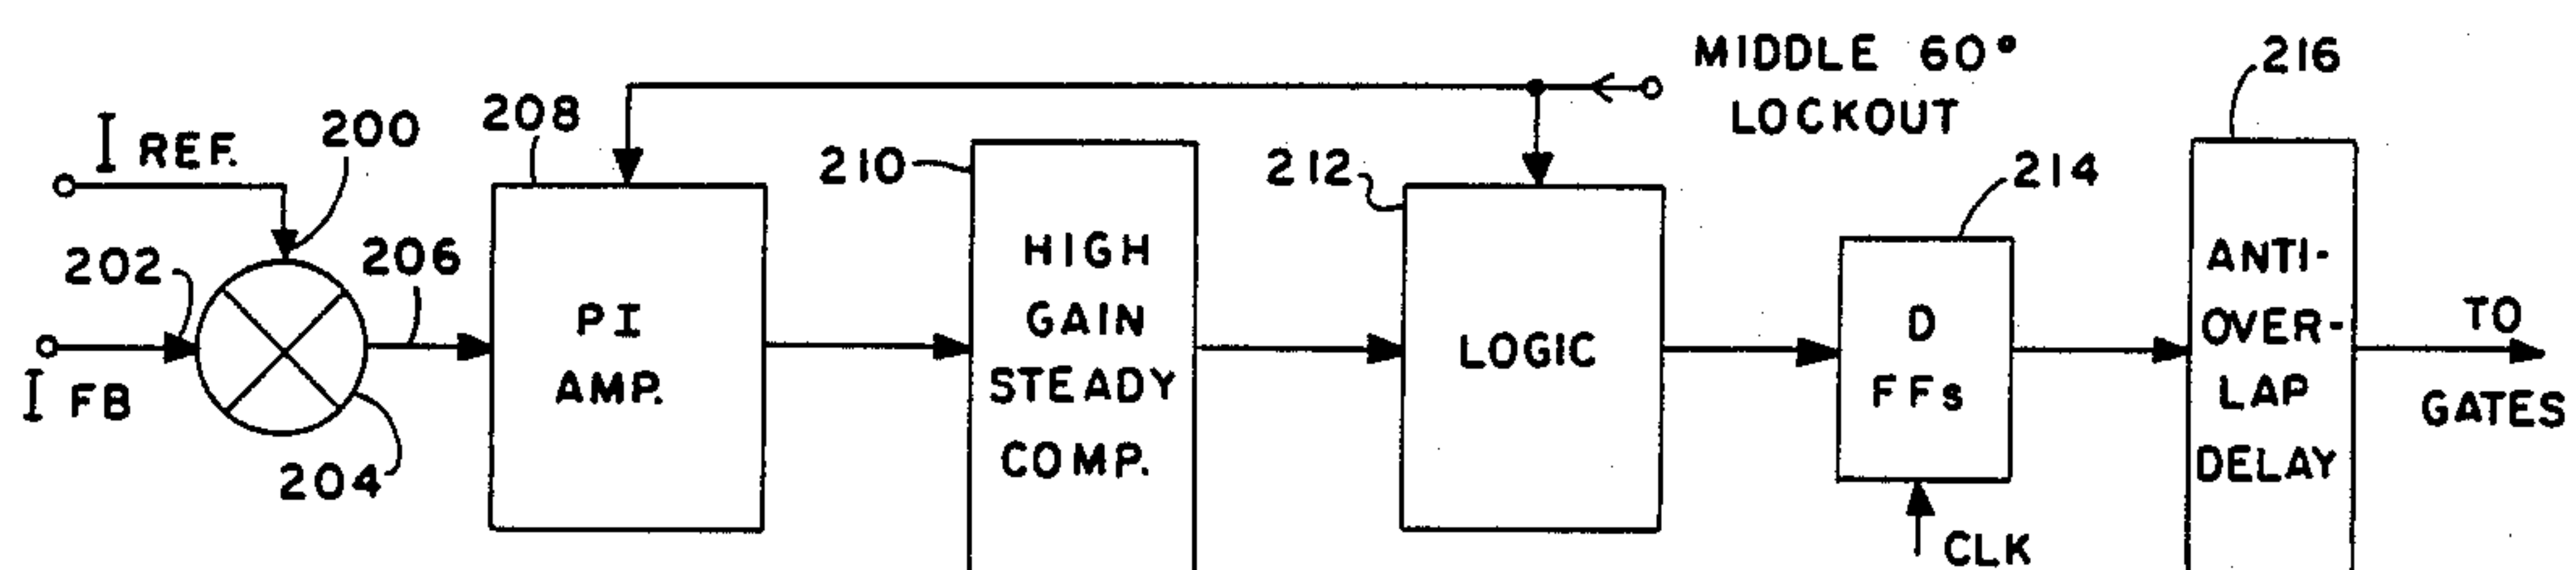 MIDDLE 60°
LOCKOUT
216
I REF.
200
208
210
212
214
202
206
HIGH
GAIN
STEADY
COMP.
ANTI-
OVER-
LAP
DELAY
PI
AMP.
LOGIC
D
FFs
TO
GATES
I FB
204
CLK